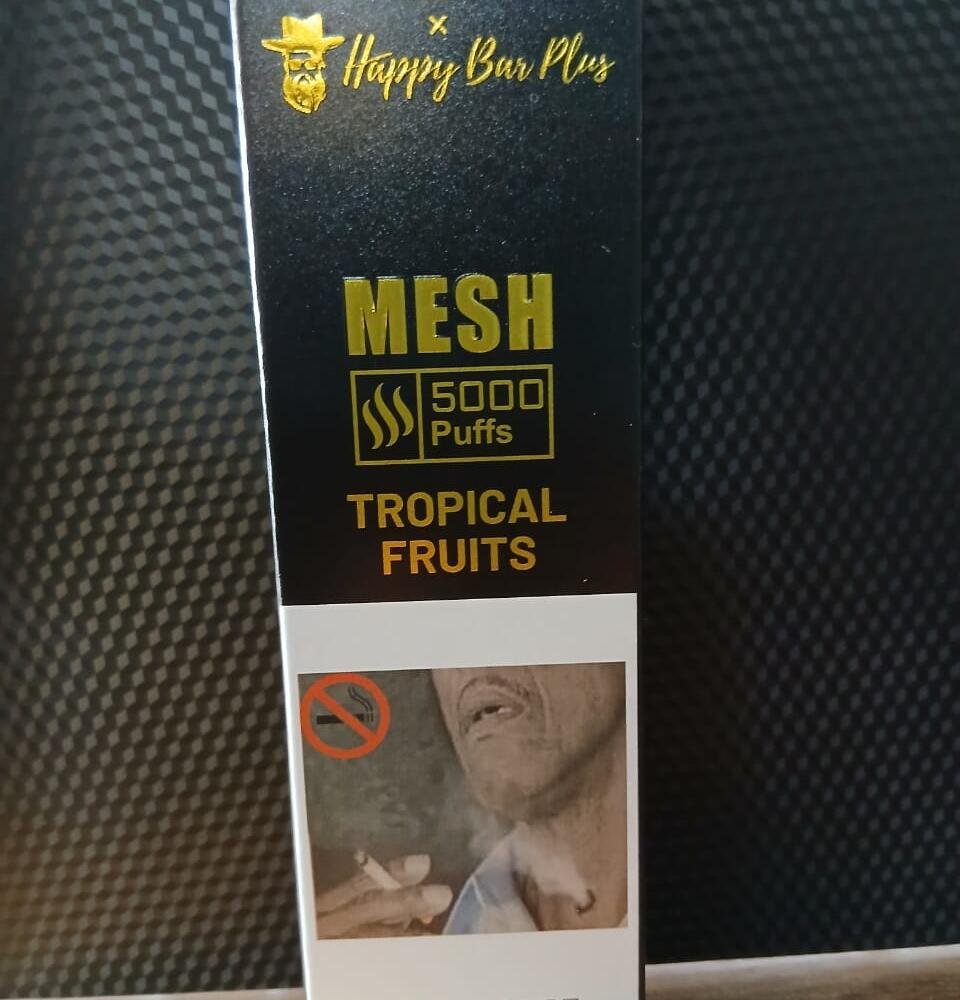 Happy Bar Plus
MESH
5000
Puffs
TROPICAL
FRUITS